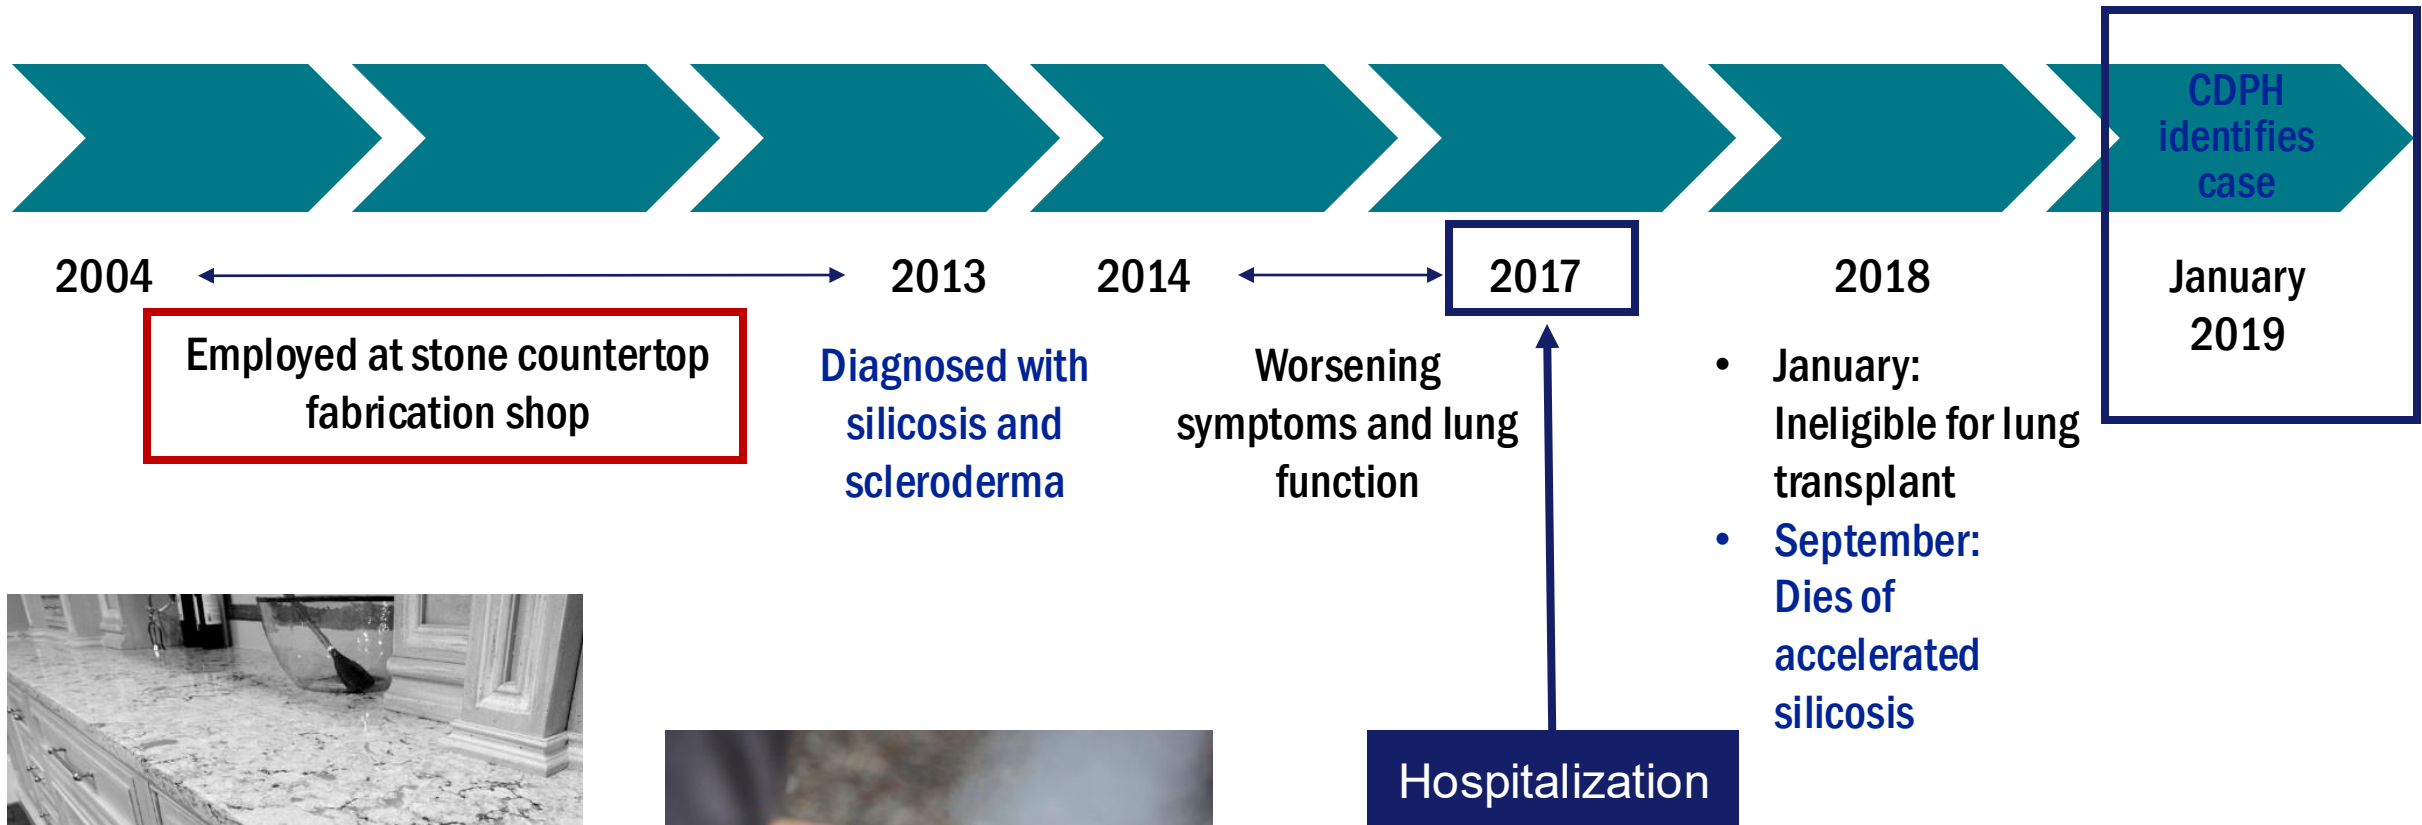 CDPH
identifies
case
2004
2013
2014
2017
2018
January
2019
Employed at stone countertop
fabrication shop
Diagnosed with
silicosis and
scleroderma
Worsening
symptoms and lung
function
• January:
Ineligible for lung
transplant
• September:
Dies of
accelerated
silicosis
Hospitalization